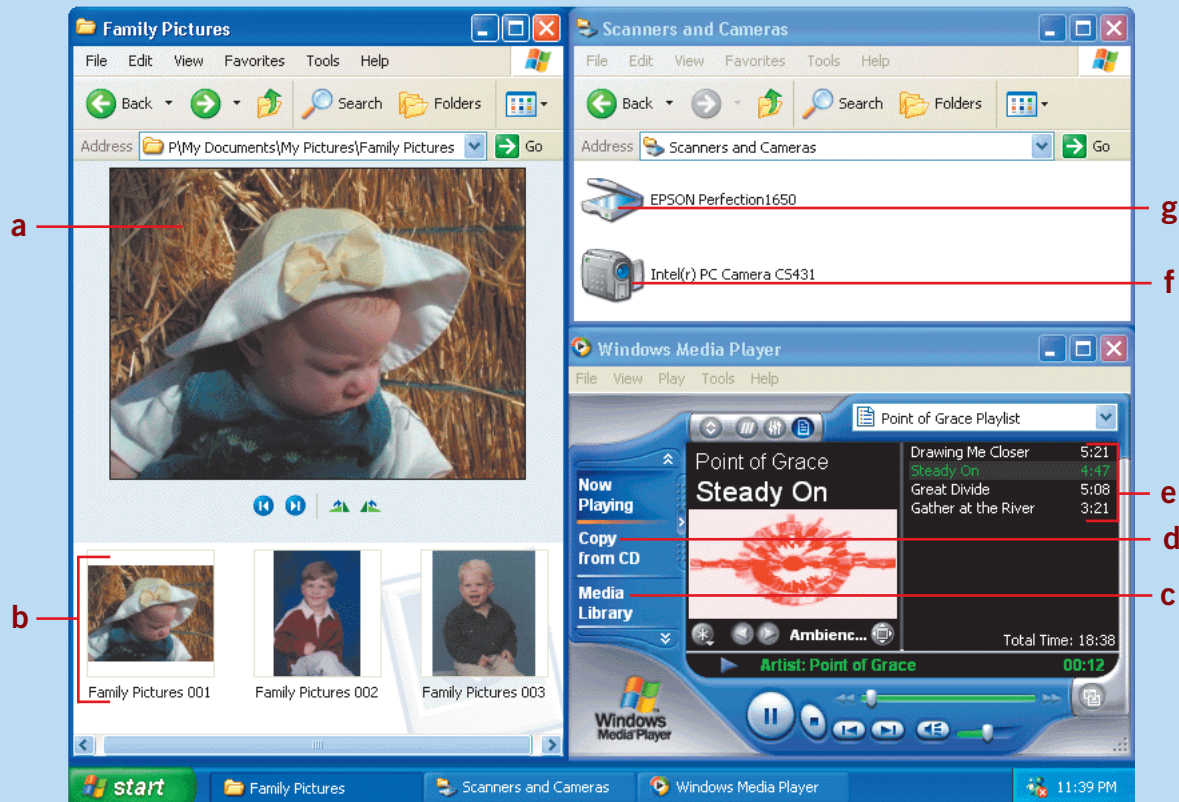 Family Pictures
File Edit View Favorites Tools Help
Back Search Folders
Address P\My Documents\My Pictures\Family Pictures Go
a
b
Family Pictures 001 Family Pictures 002 Family Pictures 003
Scanners and Cameras
File Edit View Favorites Tools Help
Back Search Folders
Address Scanners and Cameras Go
EPSON Perfection1650
g
Intel(r) PC Camera CS431
f
Windows Media Player
File View Play Tools Help
Point of Grace Playlist
Now Playing
Copy from CD
Media Library
Point of Grace
Steady On
Drawing Me Closer 5:21
Steady On 4:47
Great Divide 5:08
Gather at the River 3:21
e
d
c
Ambienc...
Total Time: 18:38
Artist: Point of Grace 00:12
Windows
Media Player
start Family Pictures Scanners and Cameras Windows Media Player 11:39 PM